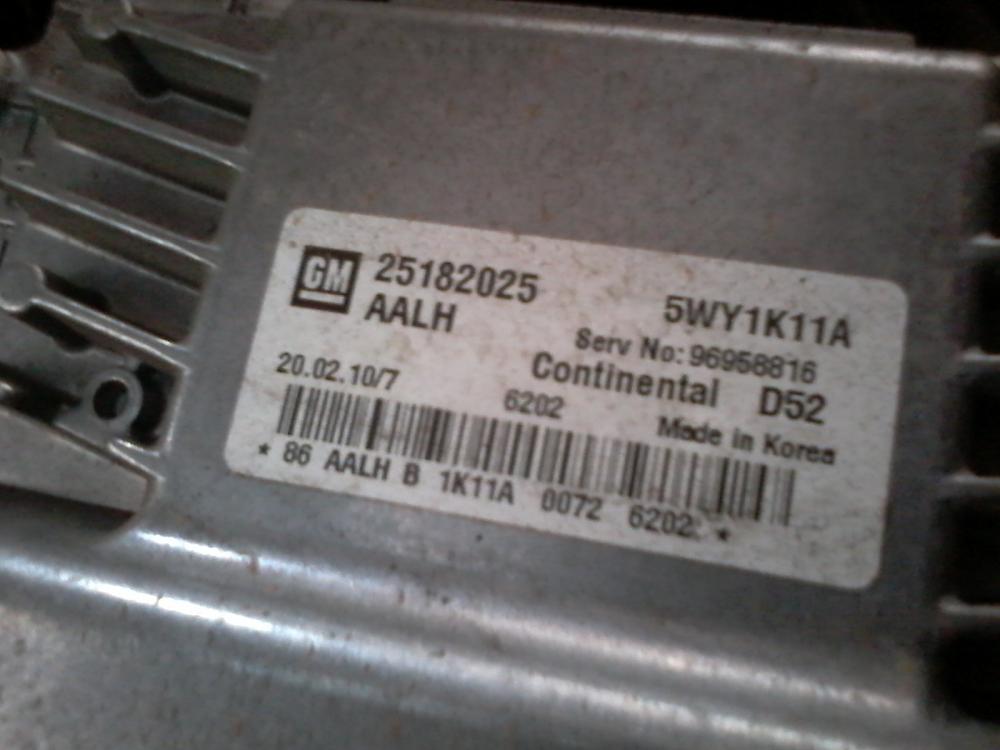 GM 25182025 5WY1K11A
AALH Serv No: 96958816
20.02.10/7 Continental D52
6202 Made in Korea
* 86 AALH B 1K11A 0072 6202 *